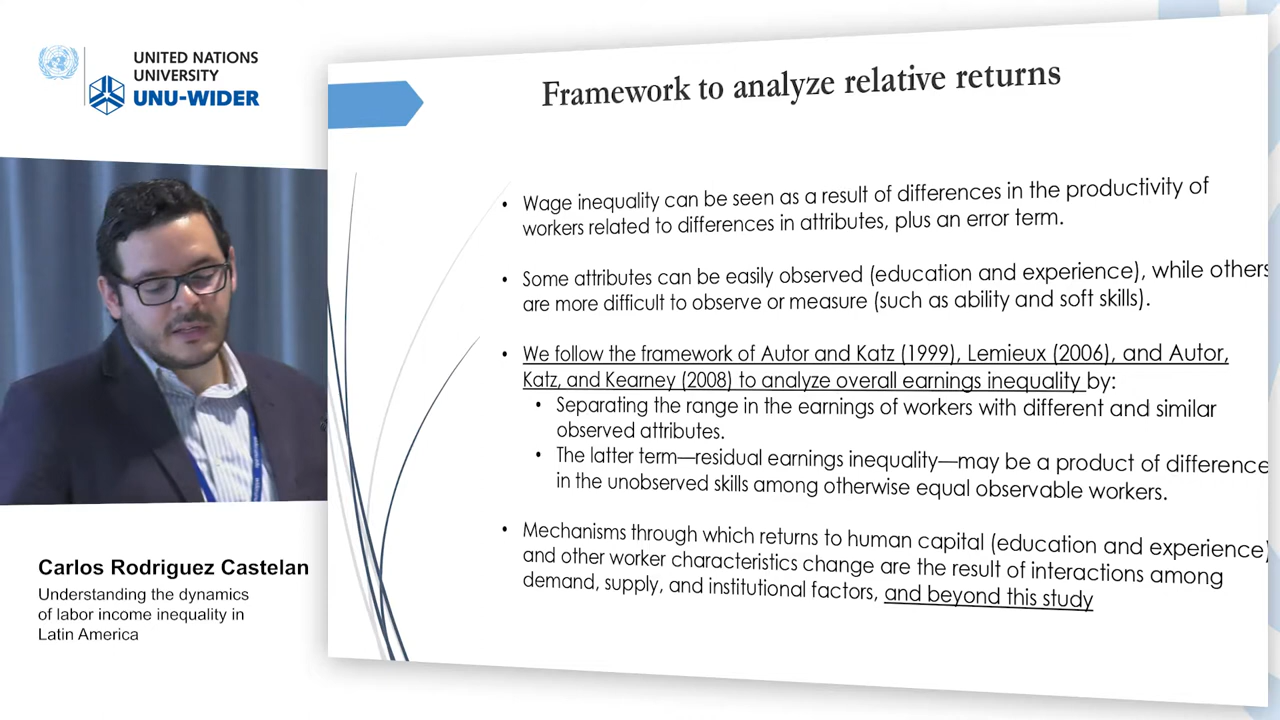 UNITED NATIONS
UNIVERSITY
UNU-WIDER
Framework to analyze relative returns
• Wage inequality can be seen as a result of differences in the productivity of
workers related to differences in attributes, plus an error term.
• Some attributes can be easily observed (education and experience), while others
are more difficult to observe or measure (such as ability and soft skills).
• We follow the framework of Autor and Katz (1999), Lemieux (2006), and Autor,
Katz, and Kearney (2008) to analyze overall earnings inequality by:
• Separating the range in the earnings of workers with different and similar
observed attributes.
• The latter term—residual earnings inequality—may be a product of difference
in the unobserved skills among otherwise equal observable workers.
• Mechanisms through which returns to human capital (education and experience)
and other worker characteristics change are the result of interactions among
demand, supply, and institutional factors, and beyond this study
Carlos Rodriguez Castelan
Understanding the dynamics
of labor income inequality in
Latin America